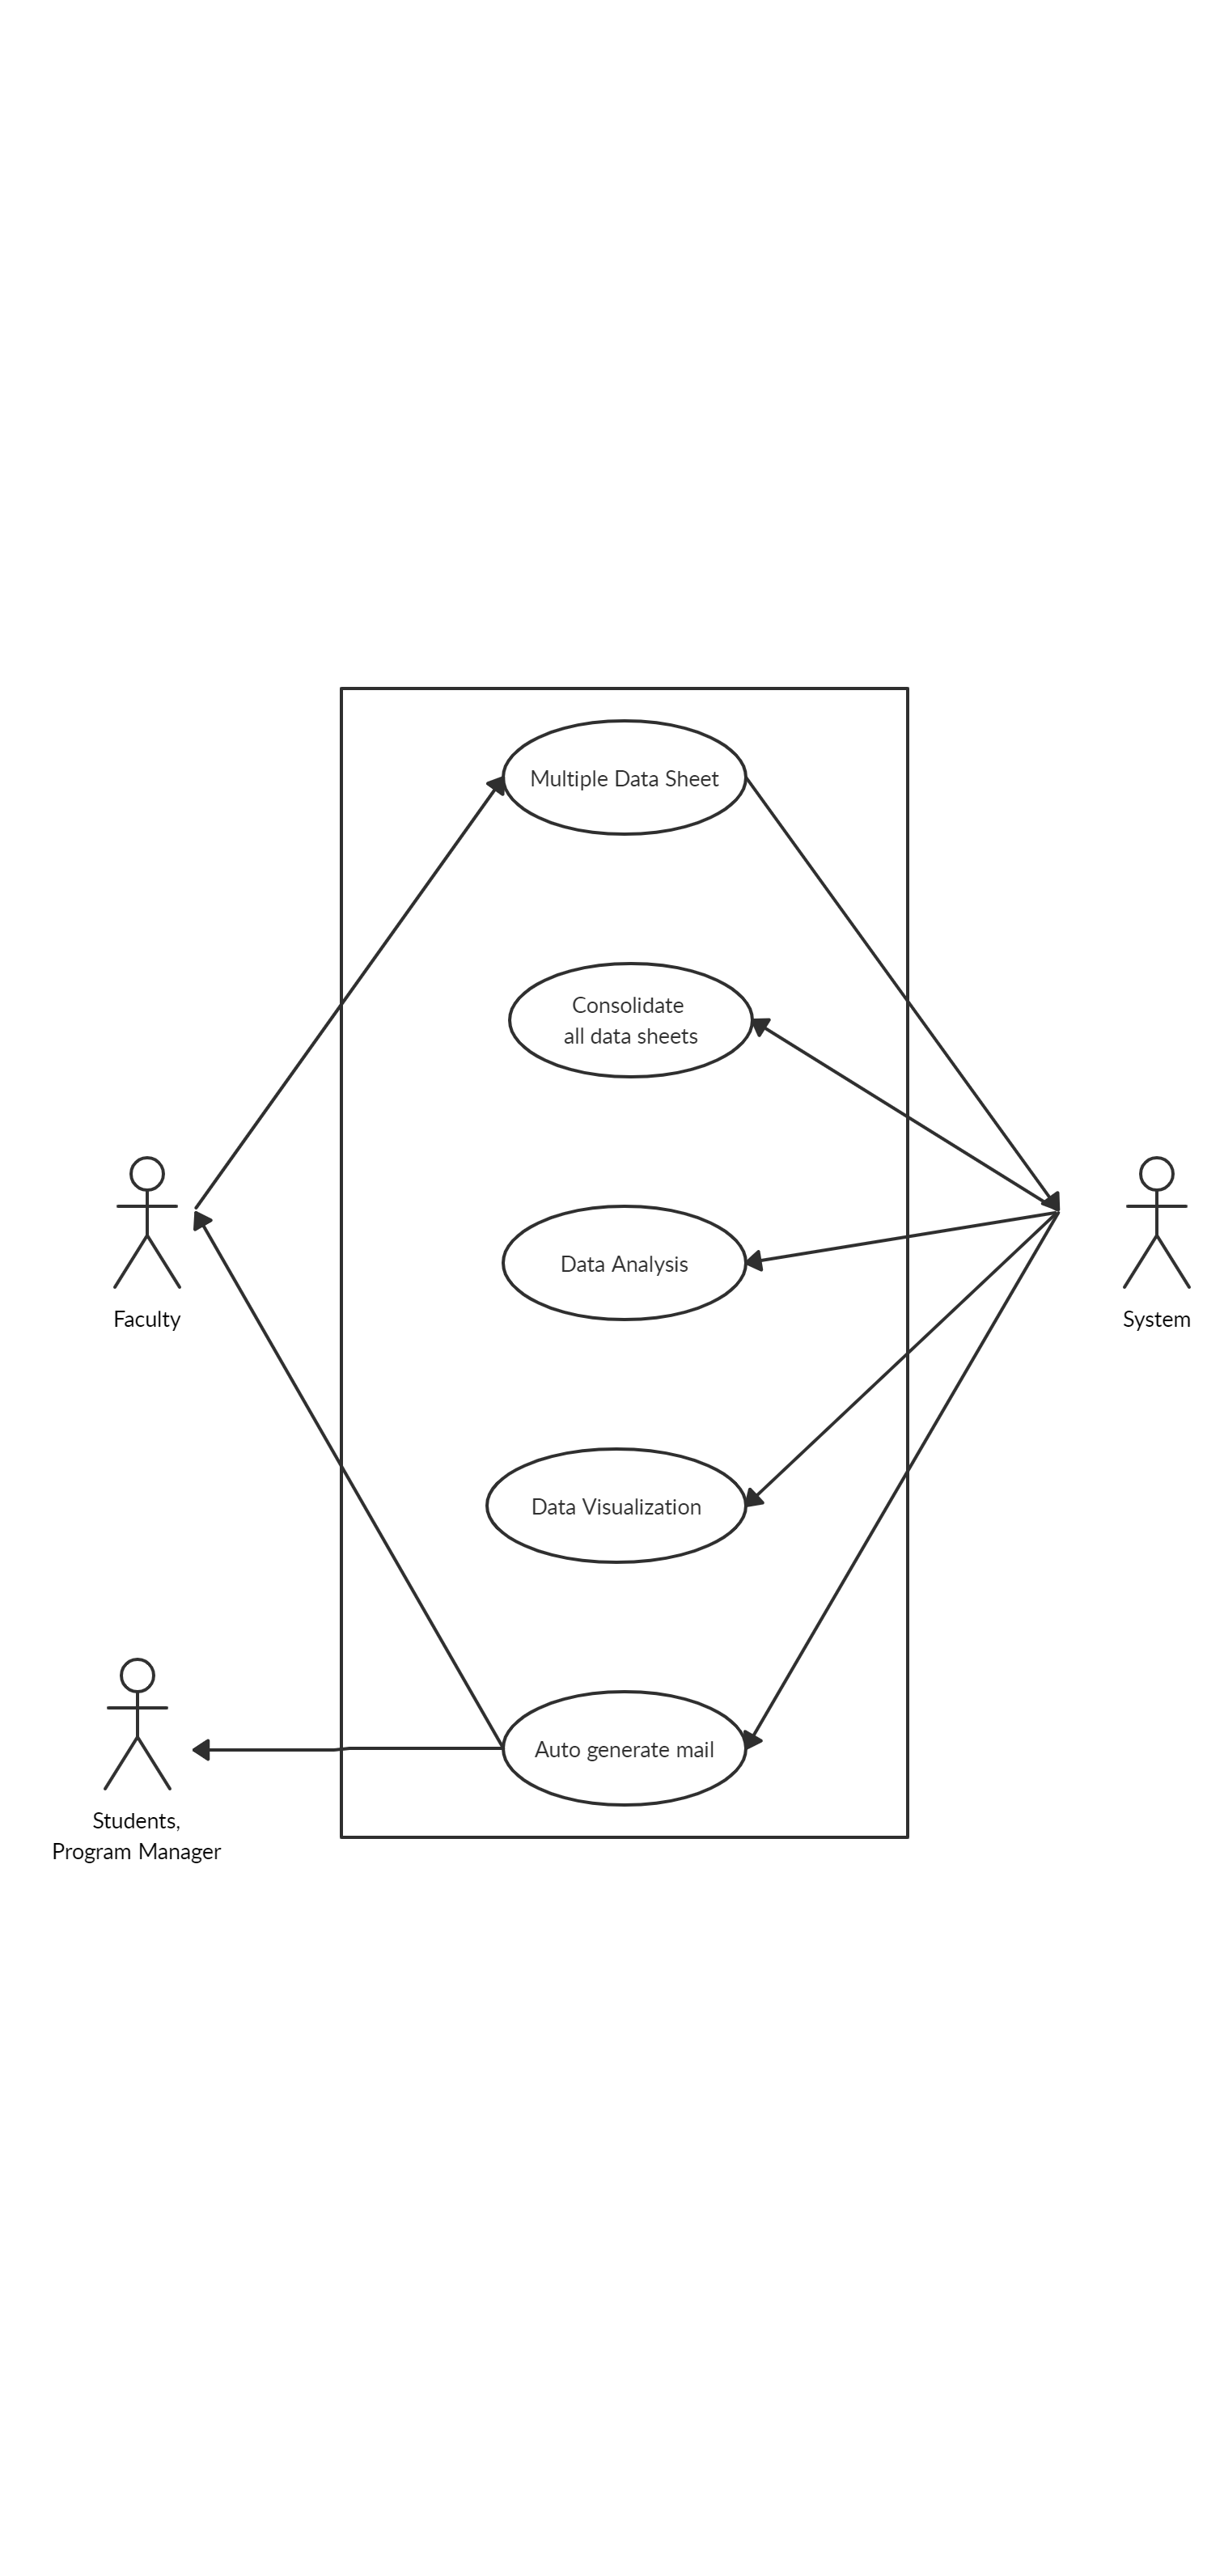 Multiple Data Sheet
Consolidate
all data sheets
Data Analysis
Faculty
System
Data Visualization
Auto generate mail
Students,
Program Manager